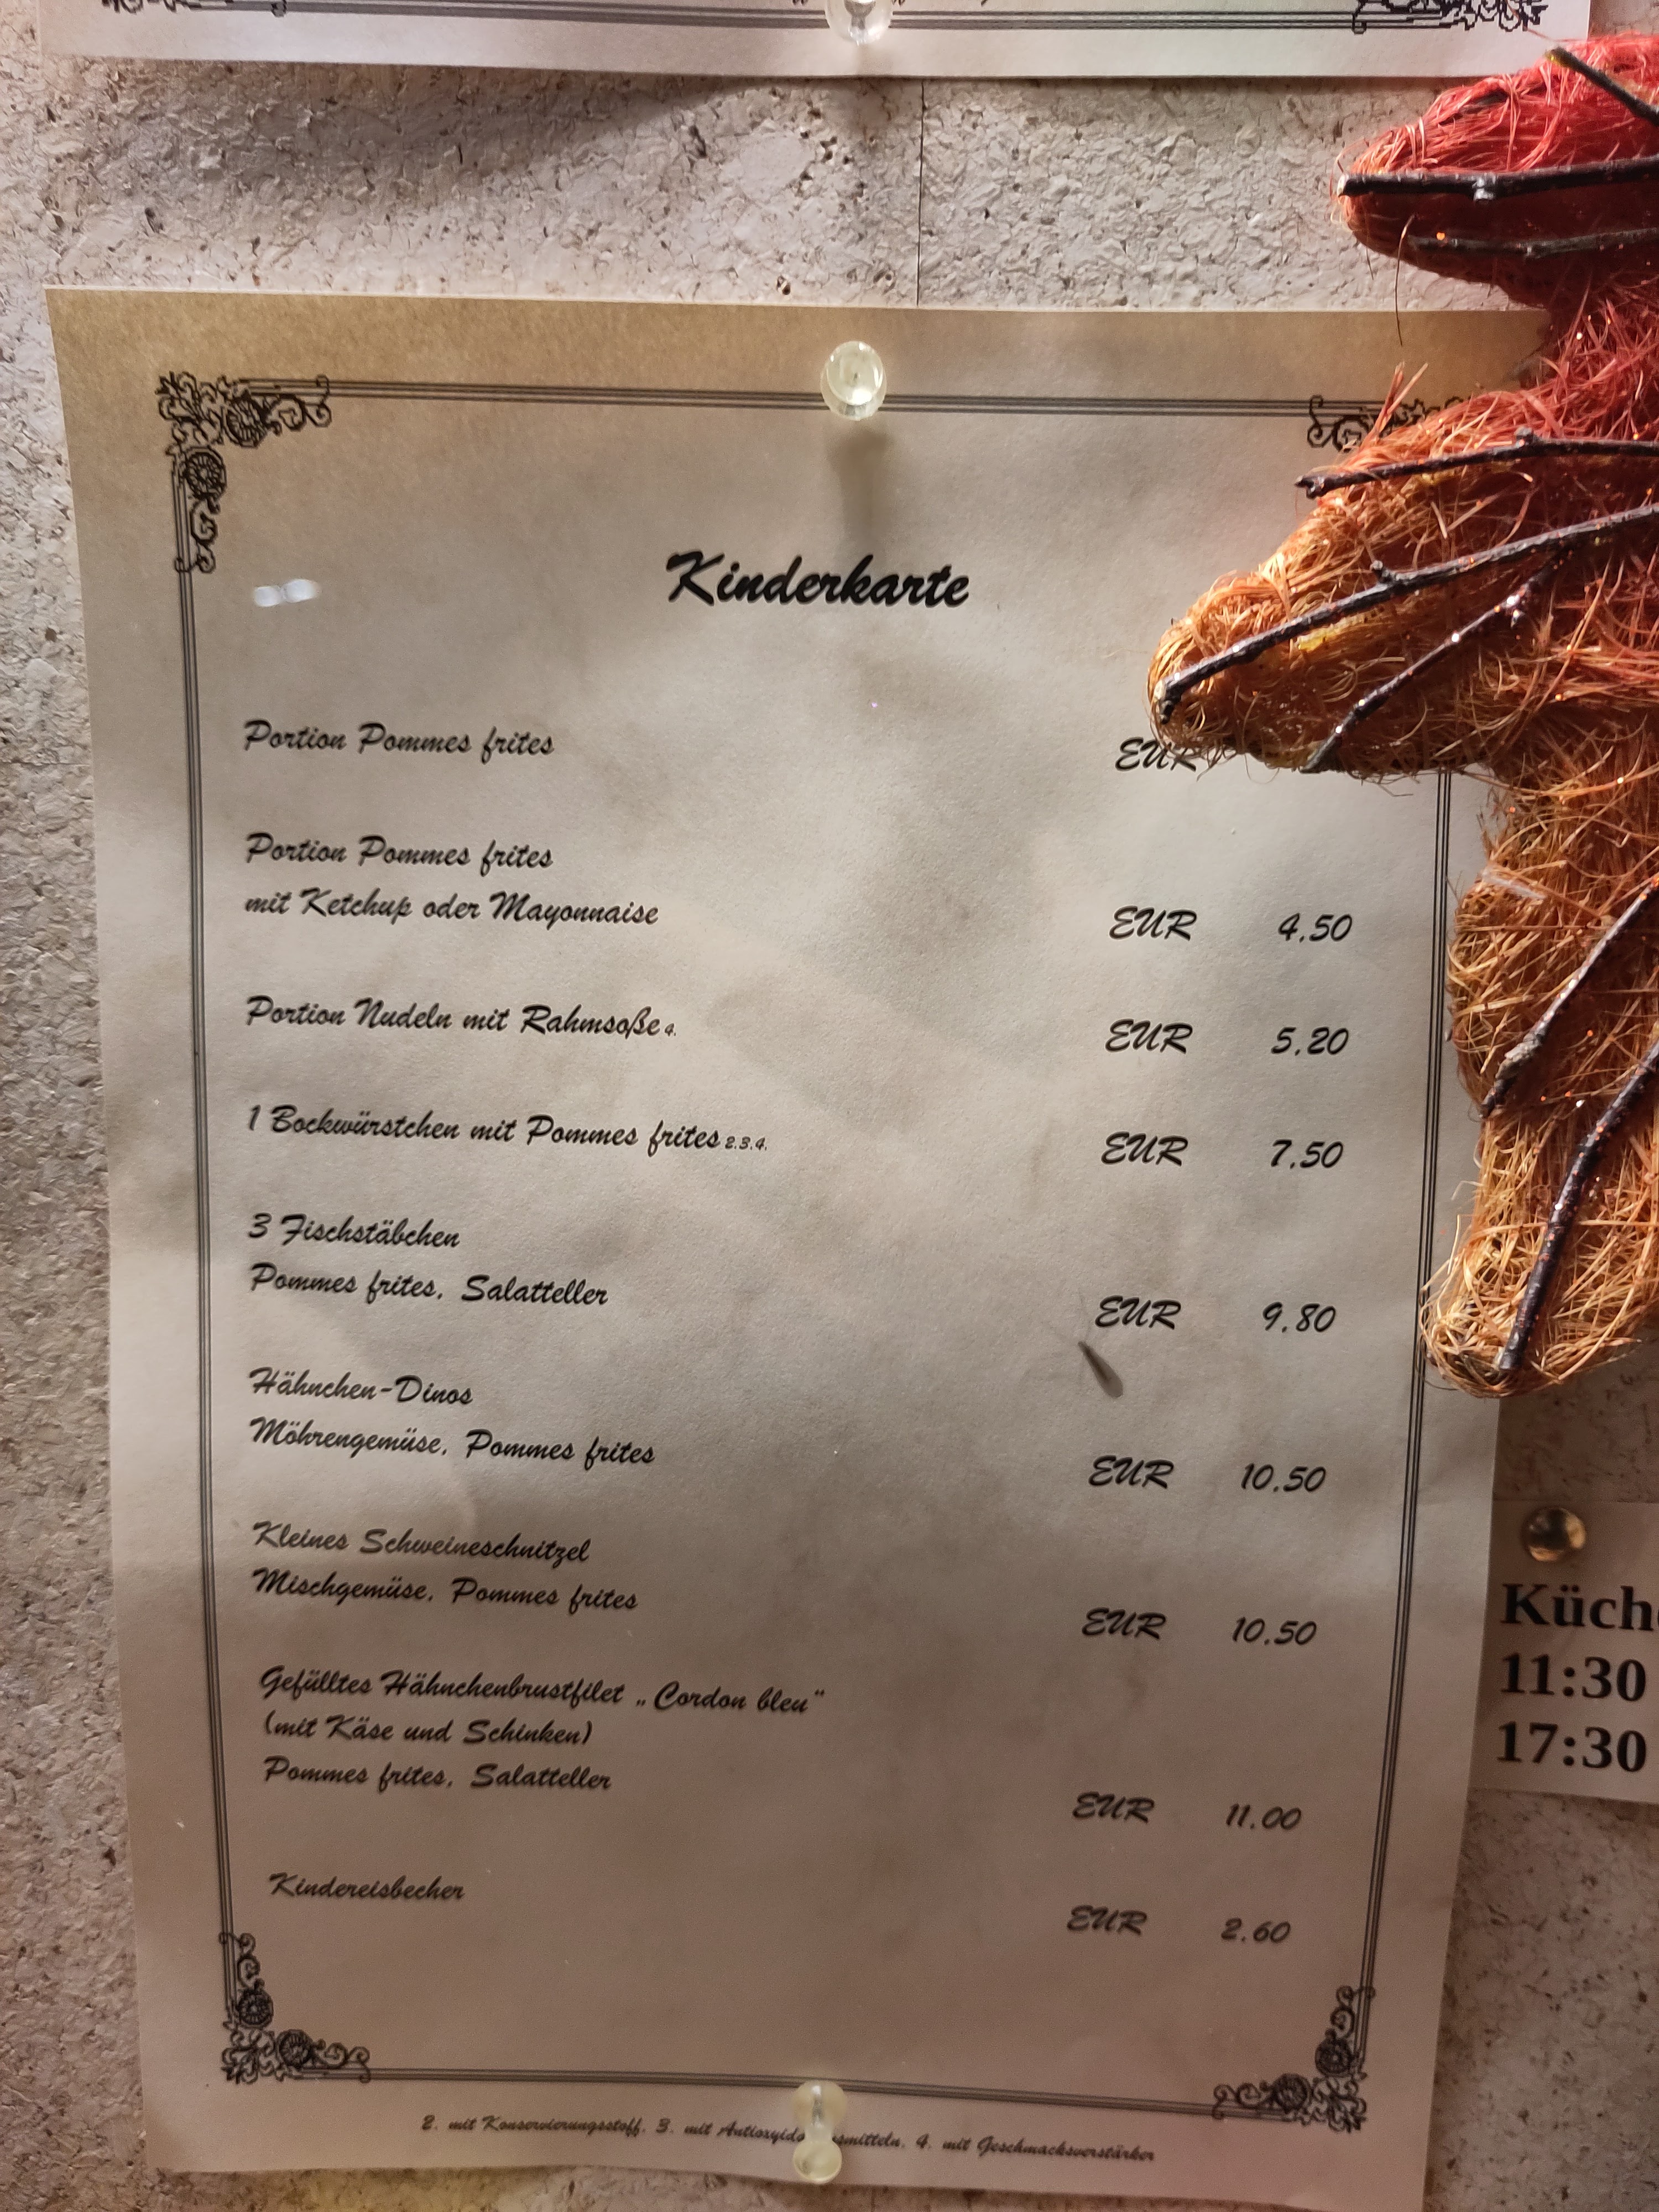 Kinderkarte
Portion Pommes frites EUR
Portion Pommes frites
mit Ketchup oder Mayonnaise EUR 4.50
Portion Nudeln mit Rahmsoße 4. EUR 5.20
1 Bockwürstchen mit Pommes frites 2.3.4. EUR 7.50
3 Fischstäbchen
Pommes frites, Salatteller EUR 9.80
Hähnchen-Dinos
Möhrengemüse, Pommes frites EUR 10.50
Kleines Schweineschnitzel
Mischgemüse, Pommes frites EUR 10.50
Gefülltes Hähnchenbrustfilet „Cordon bleu“
(mit Käse und Schinken)
Pommes frites, Salatteller EUR 11.00
Kindereisbecher EUR 2.60
2. mit Konservierungsstoff. 3. mit 4. mit Geschmacksverstärker
11:30
17:30